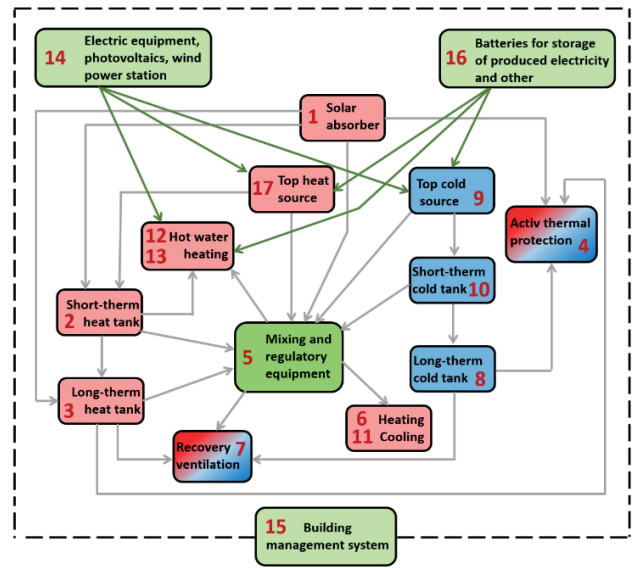 14 Electric equipment,
photovoltaics, wind
power station
16 Batteries for storage
of produced electricity
and other
1 Solar
absorber
17 Top heat
source
Top cold
source 9
12 Hot water
13 heating
Activ thermal
protection 4
Short-therm
cold tank 10
Short-therm
2 heat tank
5 Mixing and
regulatory
equipment
Long-therm
cold tank 8
Long-therm
3 heat tank
6 Heating
11 Cooling
Recovery 7
ventilation
15 Building
management system